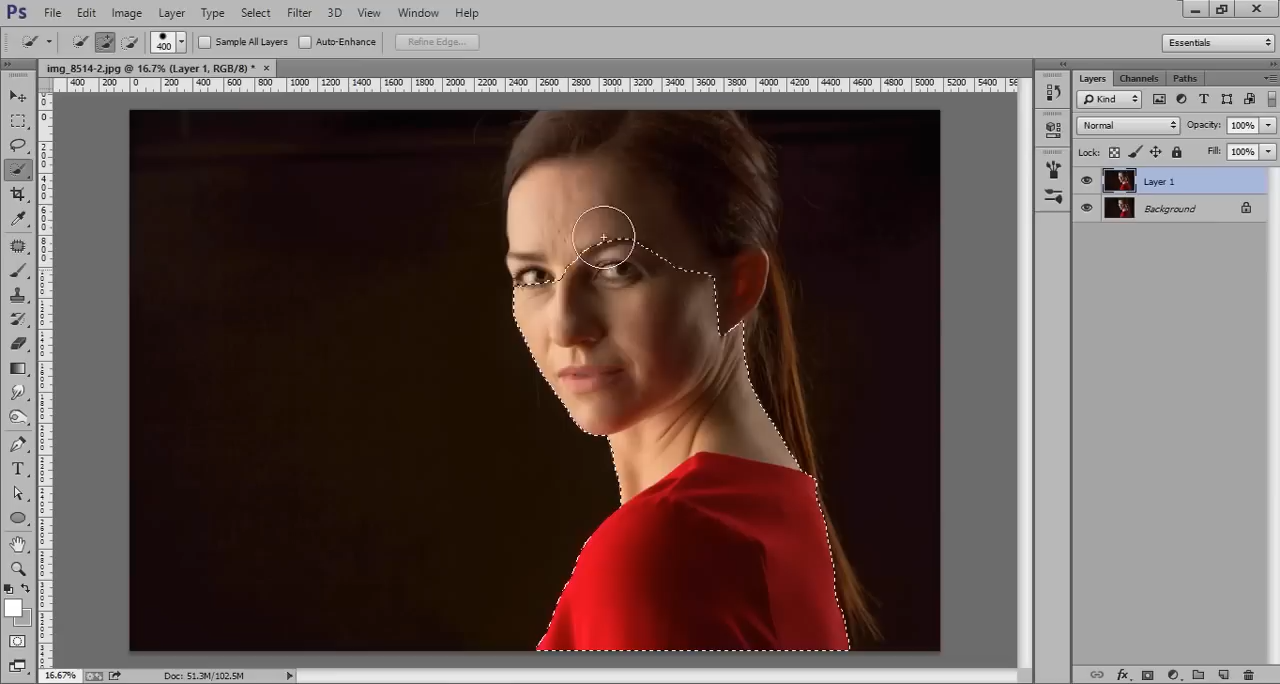 Ps File Edit Image Layer Type Select Filter 3D View Window Help
400 Sample All Layers Auto-Enhance Refine Edge... Essentials
img_8514-2.jpg @ 16.7% (Layer 1, RGB/8) * ×
400 200 0 200 400 600 800 1000 1200 1400 1600 1800 2000 2200 2400 2600 2800 3000 3200 3400 3600 3800 4000 4200 4400 4600 4800 5000 5200 5400
Layers Channels Paths
Kind
Normal Opacity: 100%
Lock: Fill: 100%
Layer 1
Background
16.67% Doc: 51.3M/102.5M
fx